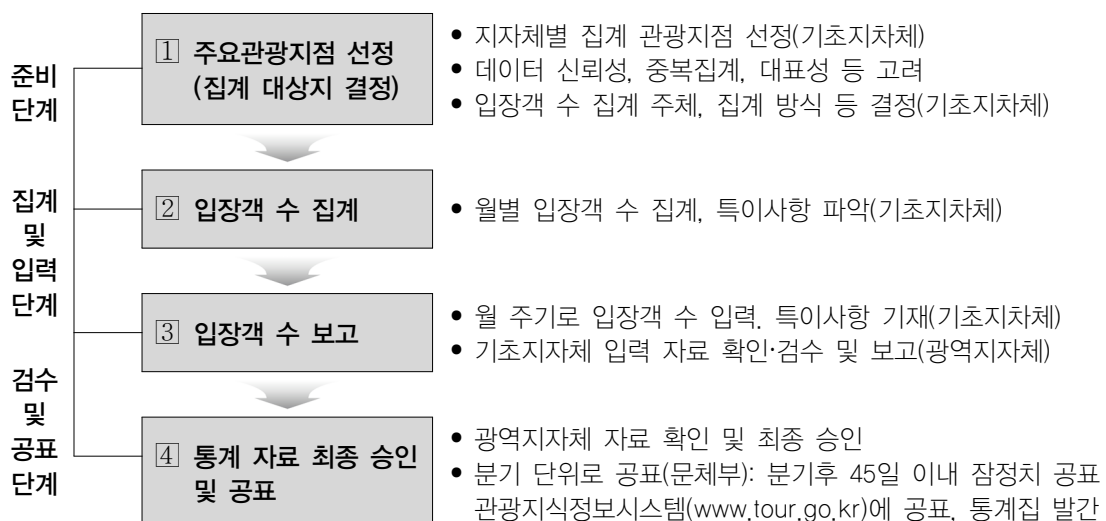 준비
단계
1 주요관광지점 선정
(집계 대상지 결정)
• 지자체별 집계 관광지점 선정(기초지차체)
• 데이터 신뢰성, 중복집계, 대표성 등 고려
• 입장객 수 집계 주체, 집계 방식 등 결정(기초지차체)
집계
및
입력
단계
2 입장객 수 집계
• 월별 입장객 수 집계, 특이사항 파악(기초지차체)
3 입장객 수 보고
• 월 주기로 입장객 수 입력, 특이사항 기재(기초지차체)
• 기초지자체 입력 자료 확인·검수 및 보고(광역지자체)
검수
및
공표
단계
4 통계 자료 최종 승인
및 공표
• 광역지자체 자료 확인 및 최종 승인
• 분기 단위로 공표(문체부): 분기후 45일 이내 잠정치 공표
관광지식정보시스템(www.tour.go.kr)에 공표, 통계집 발간